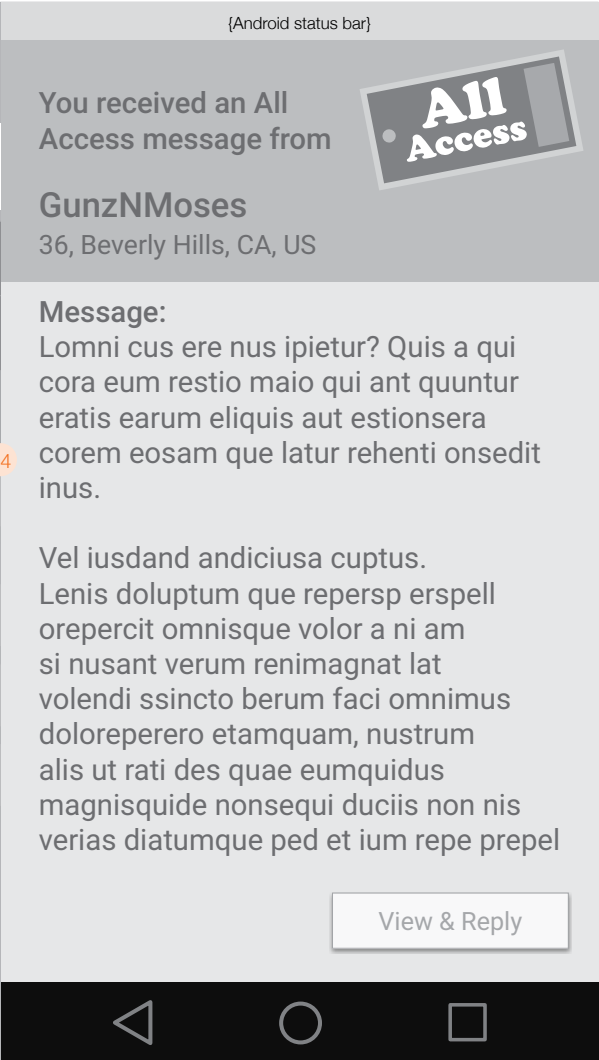 {Android status bar}
You received an All
Access message from
All
Access
GunzNMoses
36, Beverly Hills, CA, US
Message:
Lomni cus ere nus ipietur? Quis a qui
cora eum restio maio qui ant quuntur
eratis earum eliquis aut estionsera
corem eosam que latur rehenti onsedit
inus.
4
Vel iusdand andiciusa cuptus.
Lenis doluptum que repersp erspell
orepercit omnisque volor a ni am
si nusant verum renimagnat lat
volendi ssincto berum faci omnimus
doloreperero etamquam, nustrum
alis ut rati des quae eumquidus
magnisquide nonsequi duciis non nis
verias diatumque ped et ium repe prepel
View & Reply